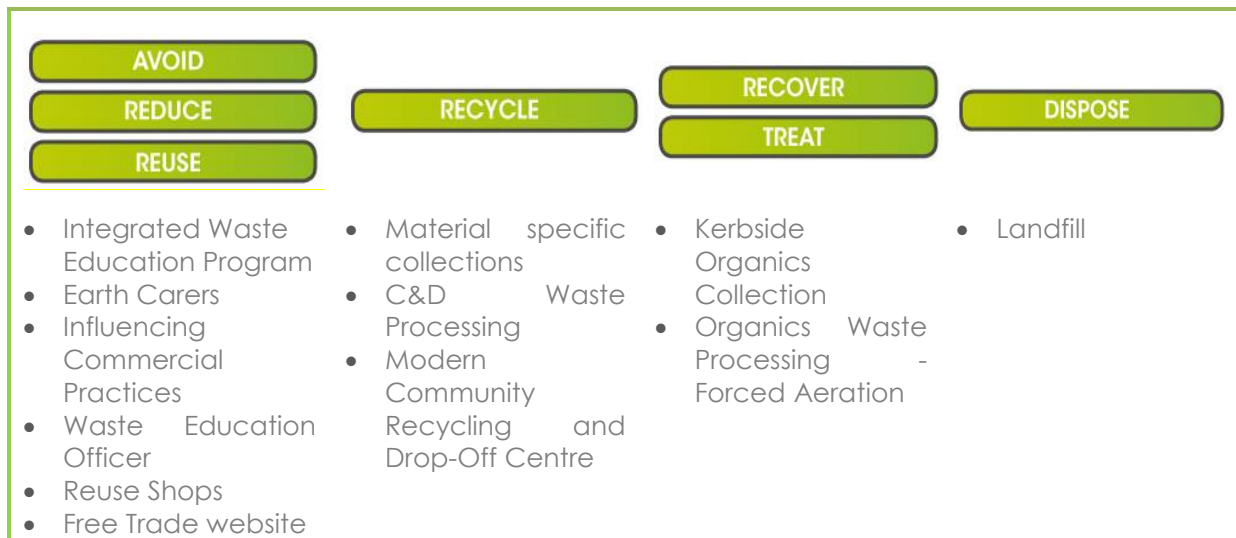 AVOID
REDUCE
REUSE
• Integrated Waste
Education Program
• Earth Carers
• Influencing
Commercial
Practices
• Waste Education
Officer
• Reuse Shops
• Free Trade website
RECYCLE
• Material specific
collections
• C&D Waste
Processing
• Modern
Community
Recycling and
Drop-Off Centre
RECOVER
TREAT
• Kerbside
Organics
Collection
• Organics Waste
Processing -
Forced Aeration
DISPOSE
• Landfill